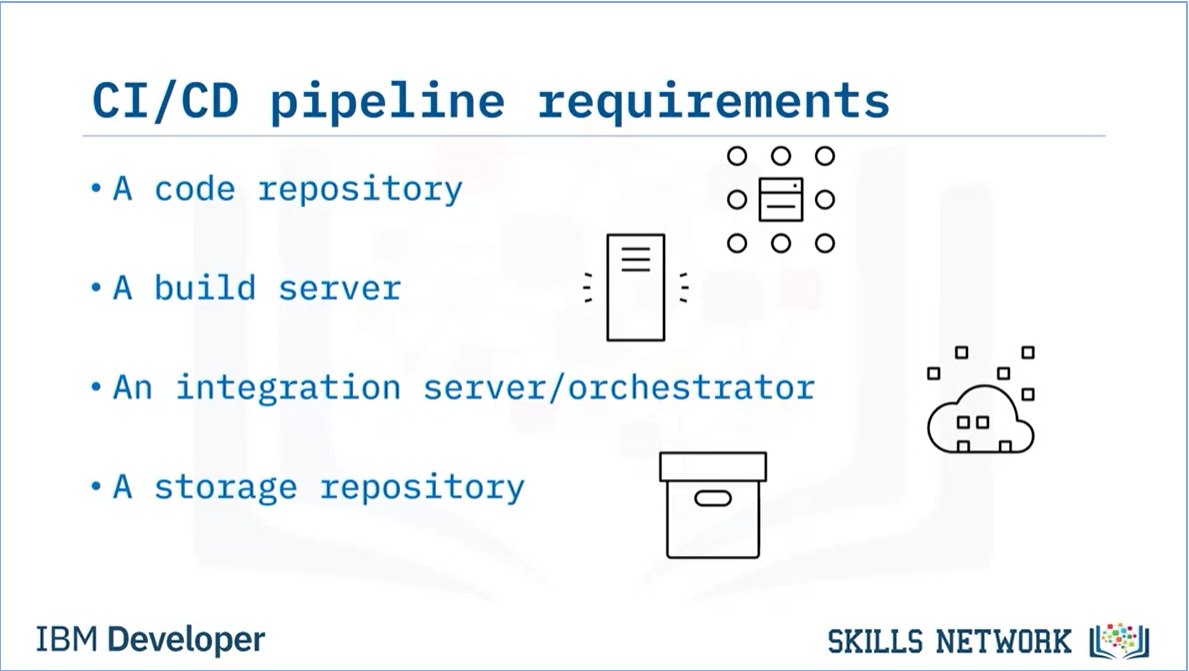 CI/CD pipeline requirements
• A code repository
• A build server
• An integration server/orchestrator
• A storage repository
IBM Developer
SKILLS NETWORK